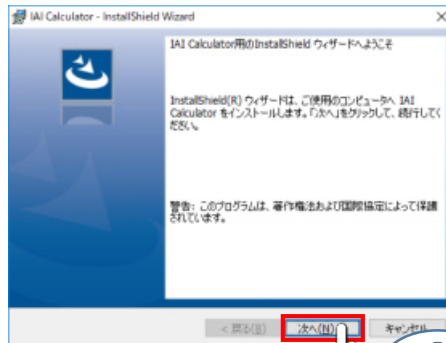 IAI Calculator - InstallShield Wizard
IAI Calculator用のInstallShield ウィザードへようこそ
InstallShield(R) ウィザードは、ご使用のコンピュータへ IAI
Calculator をインストールします。「次へ」をクリックして、続行してく
ださい。
警告: このプログラムは、著作権法および国際協定によって保護
されています。
< 戻る(B)
次へ(N)
キャンセル